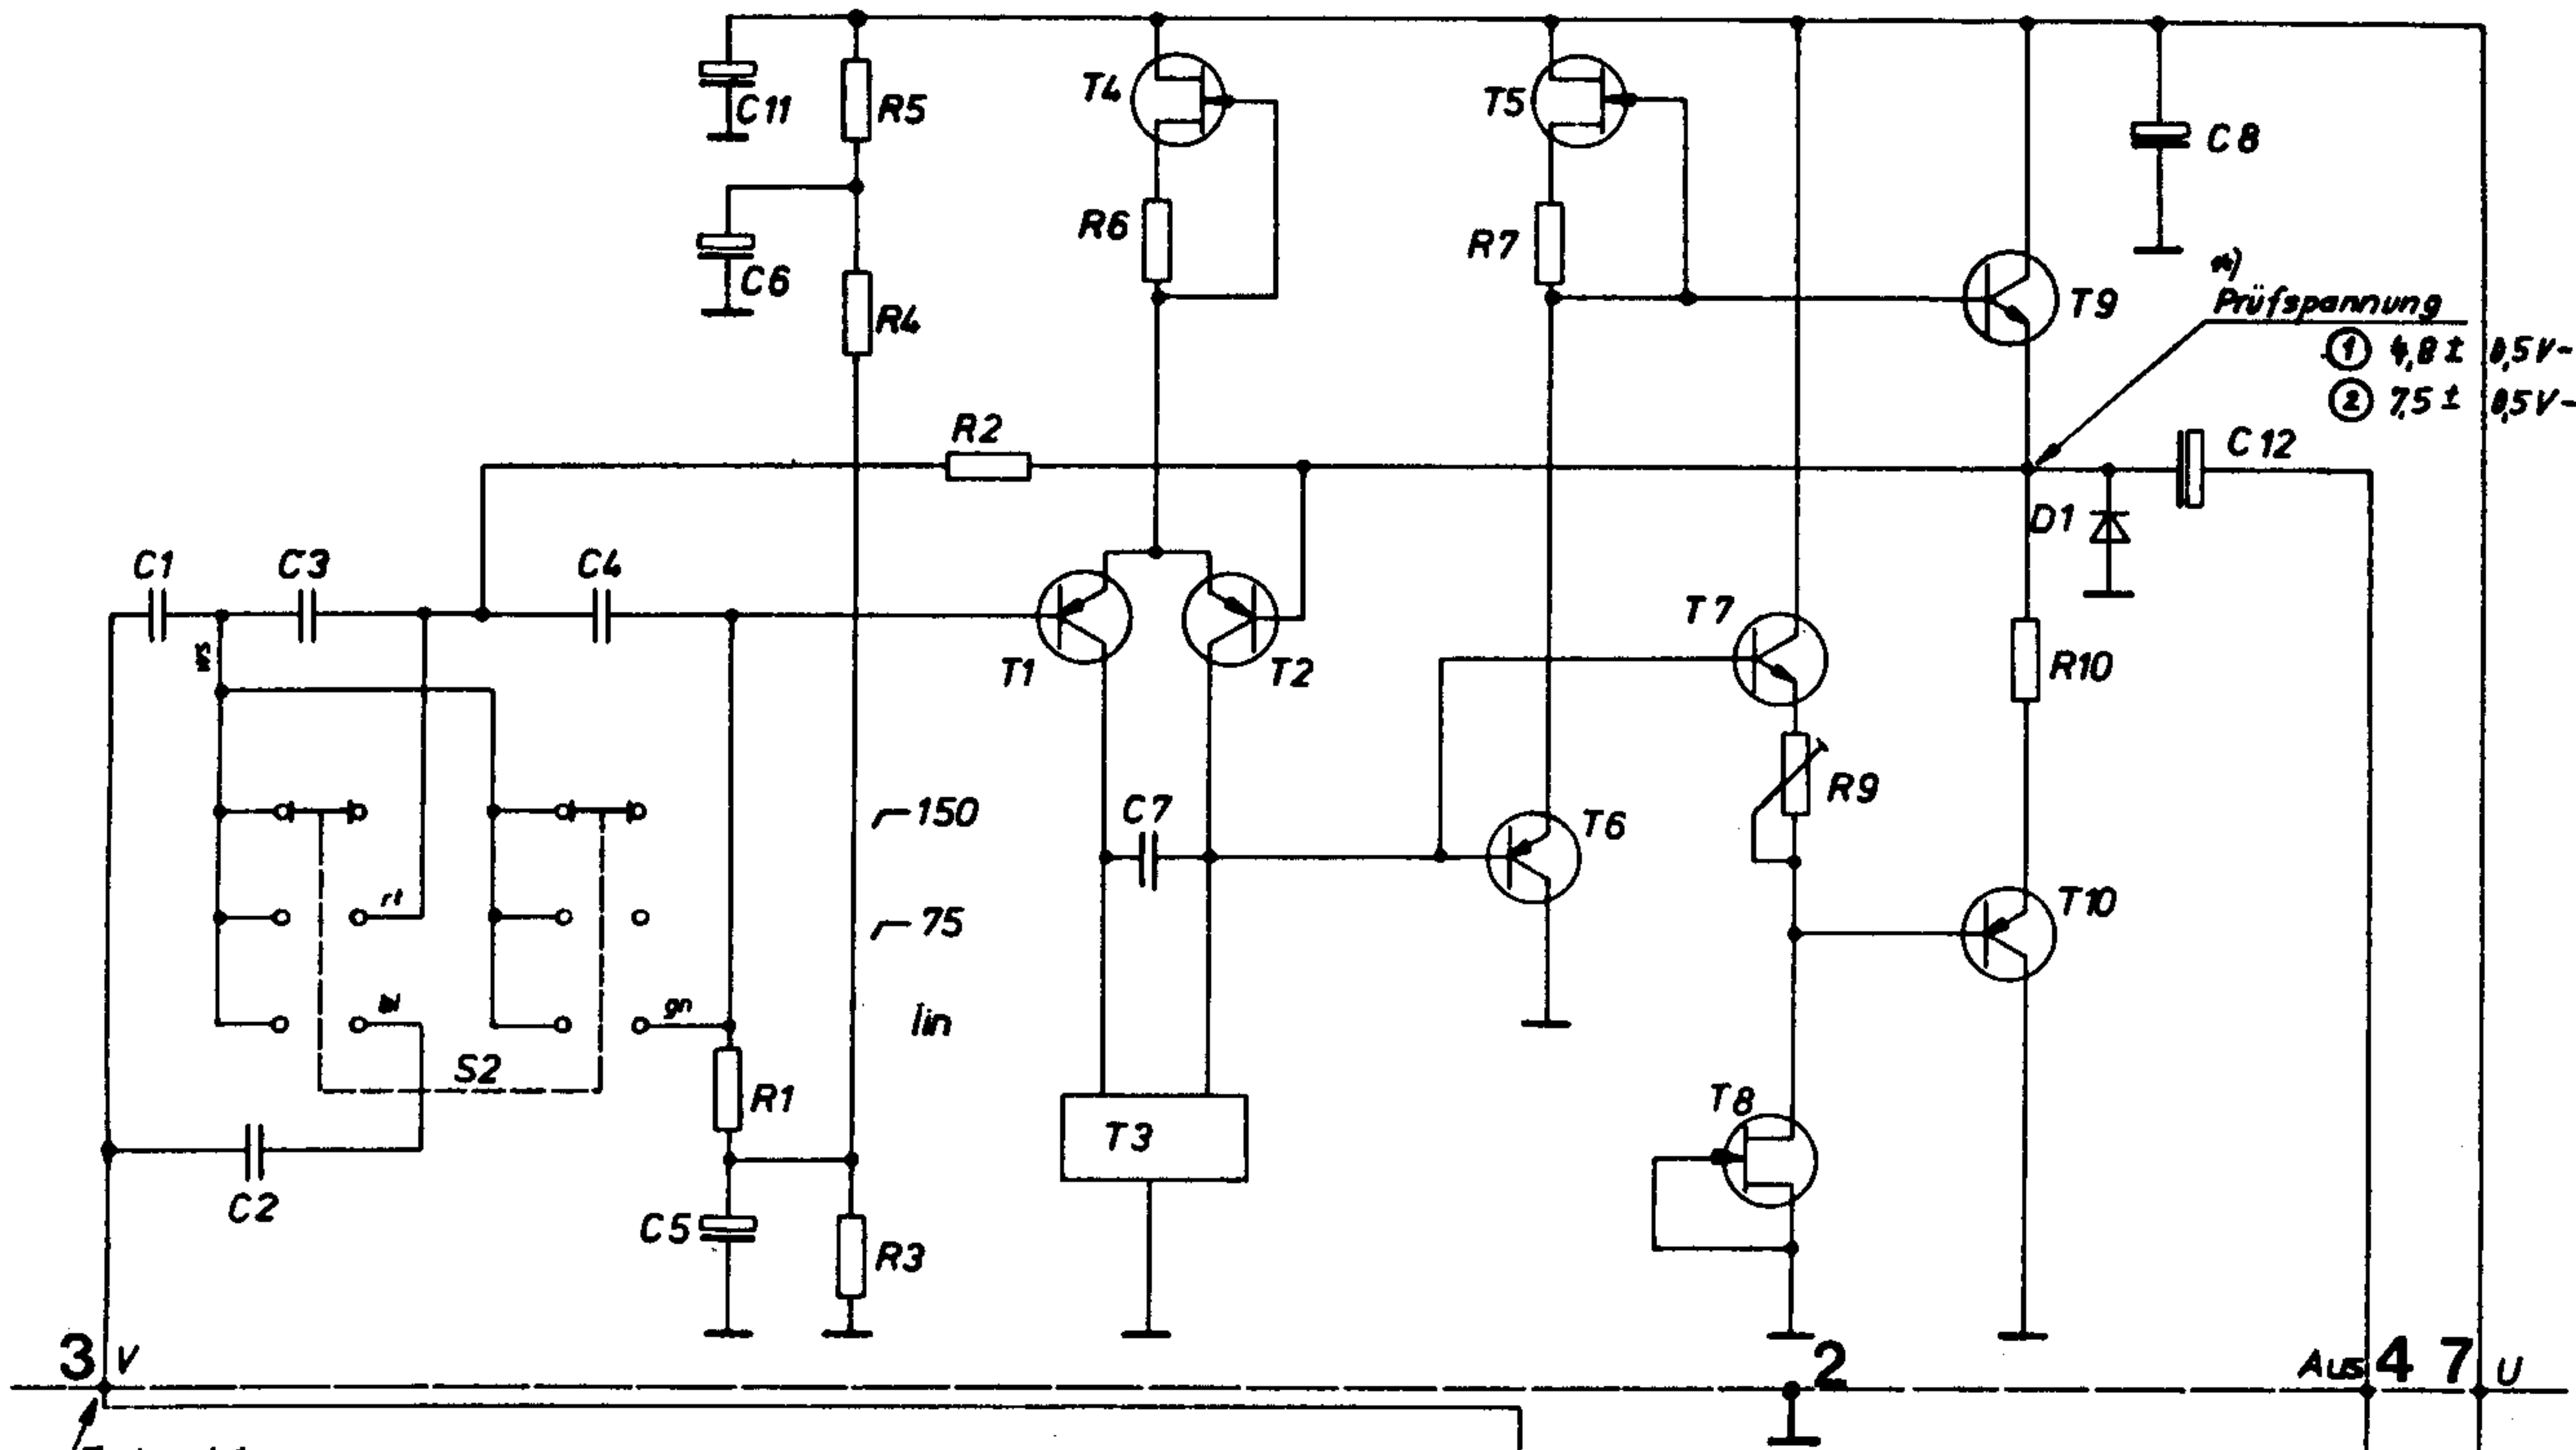 C11
R5
T4
T5
C8
C6
R6
R7
R4
T9
*)
Prüfspannung
① 4,8 ± 0,5V-
② 7,5 ± 0,5V-
R2
C12
D1
C1
C3
C4
ws
T1
T2
T7
R10
150
C7
T6
R9
rt
75
T10
bl
gn
lin
S2
R1
T3
T8
C2
C5
R3
3 V
2
Aus 4
7 U